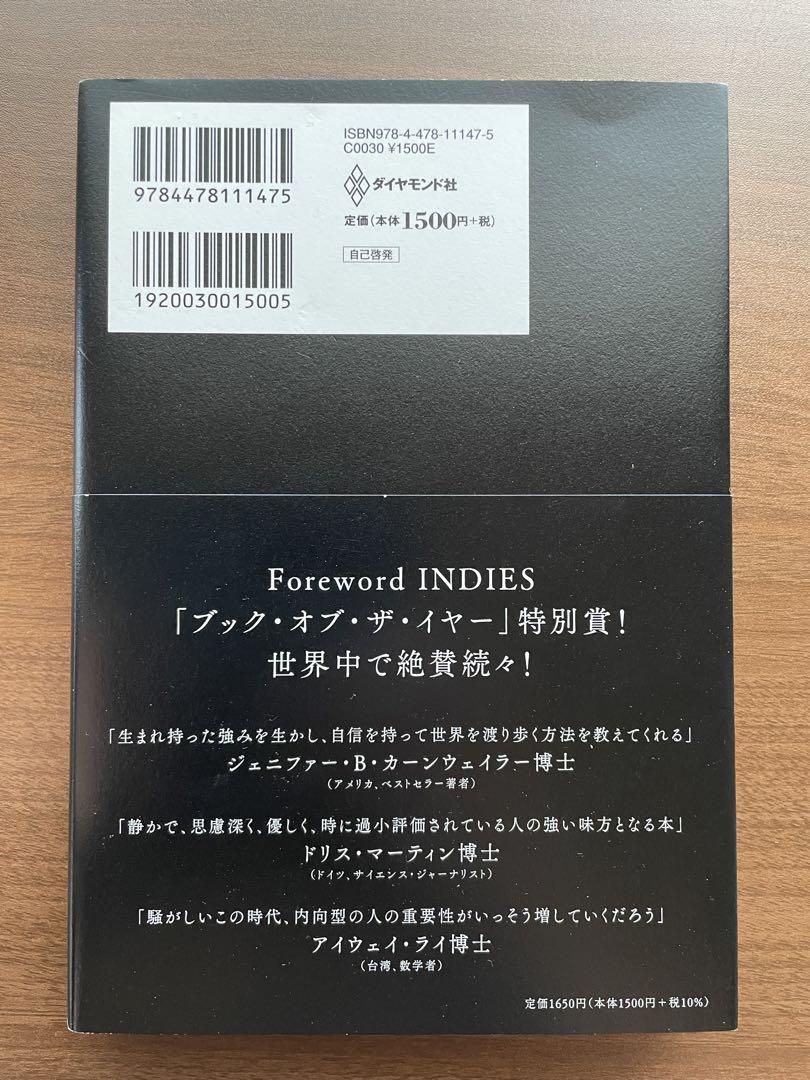 ISBN978-4-478-11147-5
C0030 ¥1500E
9784478111475
ダイヤモンド社
定価(本体1500円+税)
自己啓発
1920030015005
Foreword INDIES
「ブック・オブ・ザ・イヤー」特別賞!
世界中で絶賛続々!
「生まれ持った強みを生かし、自信を持って世界を渡り歩く方法を教えてくれる」
ジェニファー・B・カーンウェイラー博士
(アメリカ、ベストセラー著者)
「静かで、思慮深く、優しく、時に過小評価されている人の強い味方となる本」
ドリス・マーティン博士
(ドイツ、サイエンス・ジャーナリスト)
「騒がしいこの時代、内向型の人の重要性がいっそう増していくだろう」
アイウェイ・ライ博士
(台湾、数学者)
定価1650円(本体1500円+税10%)